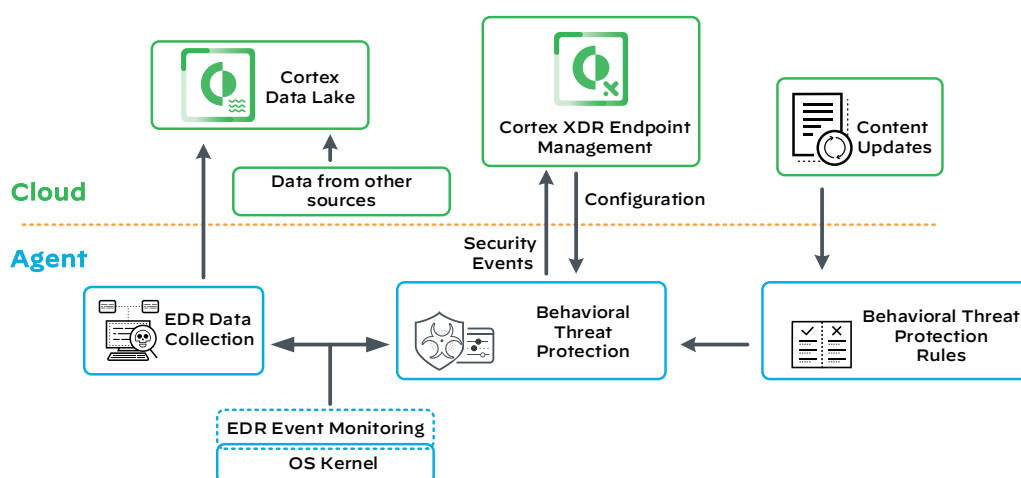 Cortex
Data Lake
Cortex XDR Endpoint
Management
Content
Updates
Data from other
sources
Cloud
Configuration
Security
Events
Agent
EDR Data
Collection
Behavioral
Threat
Protection
Behavioral Threat
Protection
Rules
EDR Event Monitoring
OS Kernel